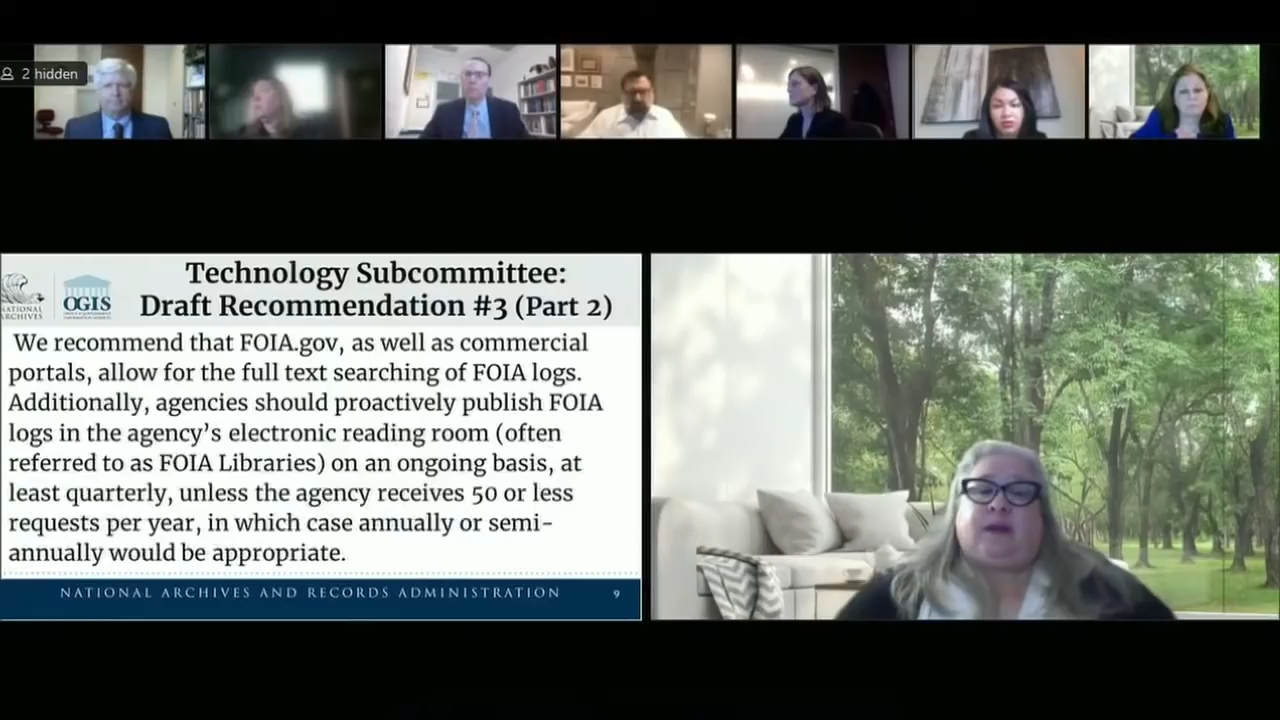 2 hidden
Technology Subcommittee:
Draft Recommendation #3 (Part 2)
NATIONAL
ARCHIVES
OGIS
We recommend that FOIA.gov, as well as commercial
portals, allow for the full text searching of FOIA logs.
Additionally, agencies should proactively publish FOIA
logs in the agency's electronic reading room (often
referred to as FOIA Libraries) on an ongoing basis, at
least quarterly, unless the agency receives 50 or less
requests per year, in which case annually or semi-
annually would be appropriate.
NATIONAL ARCHIVES AND RECORDS ADMINISTRATION
9